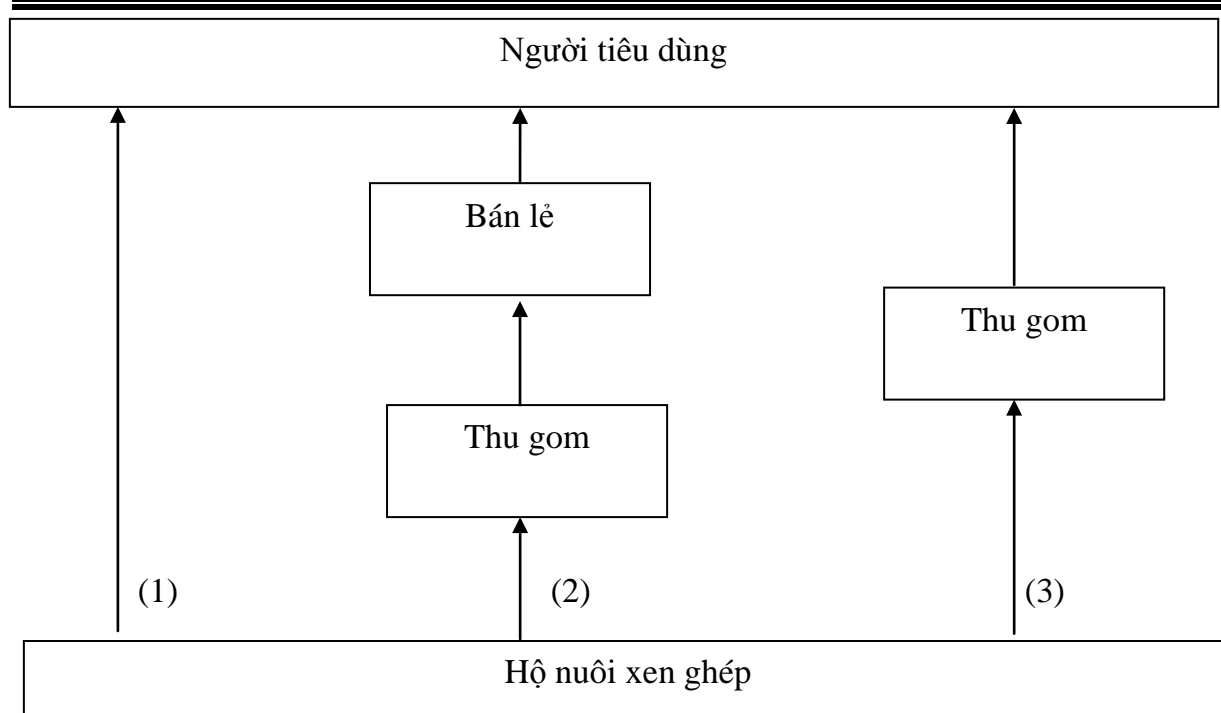 Người tiêu dùng
Bán lẻ
Thu gom
Thu gom
(1)
(2)
(3)
Hộ nuôi xen ghép